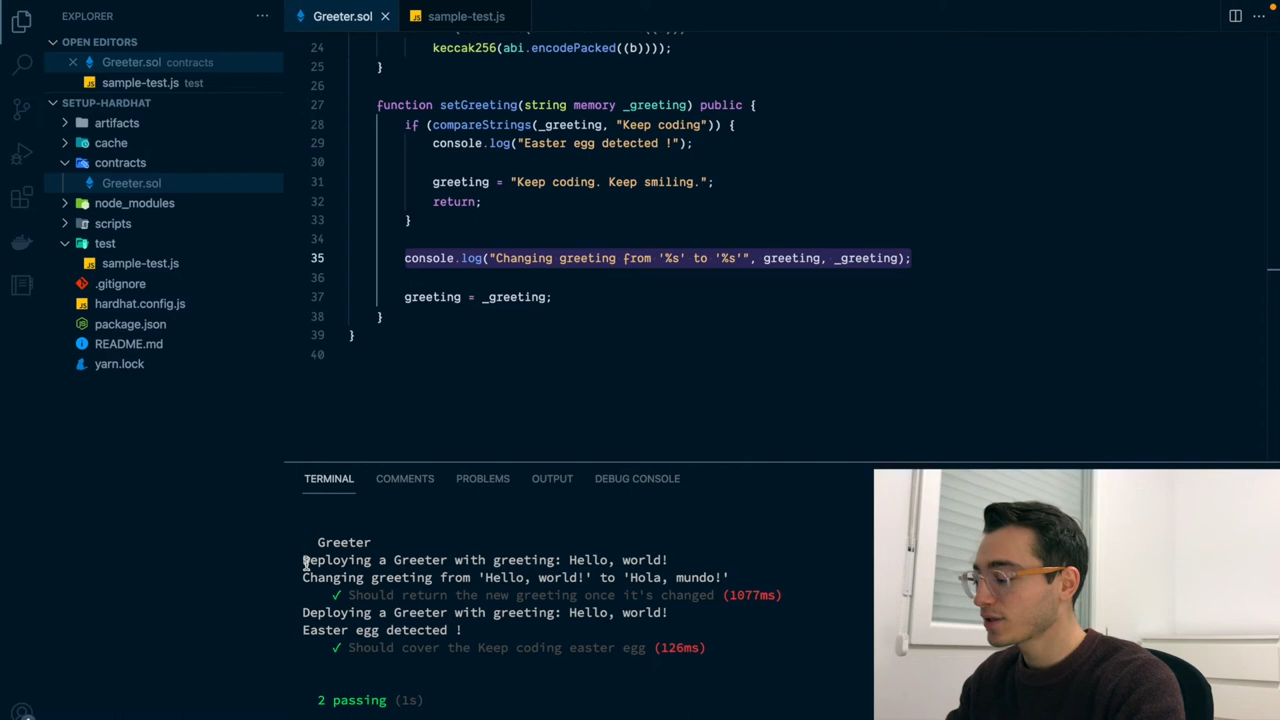 EXPLORER
OPEN EDITORS
Greeter.sol contracts
sample-test.js test
SETUP-HARDHAT
artifacts
cache
contracts
Greeter.sol
node_modules
scripts
test
sample-test.js
.gitignore
hardhat.config.js
package.json
README.md
yarn.lock
Greeter.sol
sample-test.js
24 keccak256(abi.encodePacked((b))));
25 }
26
27 function setGreeting(string memory _greeting) public {
28 if (compareStrings(_greeting, "Keep coding")) {
29 console.log("Easter egg detected !");
30
31 greeting = "Keep coding. Keep smiling.";
32 return;
33 }
34
35 console.log("Changing greeting from '%s' to '%s'", greeting, _greeting);
36
37 greeting = _greeting;
38 }
39 }
40
TERMINAL COMMENTS PROBLEMS OUTPUT DEBUG CONSOLE
Greeter
Deploying a Greeter with greeting: Hello, world!
Changing greeting from 'Hello, world!' to 'Hola, mundo!'
✓ Should return the new greeting once it's changed (1077ms)
Deploying a Greeter with greeting: Hello, world!
Easter egg detected !
✓ Should cover the Keep coding easter egg (126ms)
2 passing (1s)